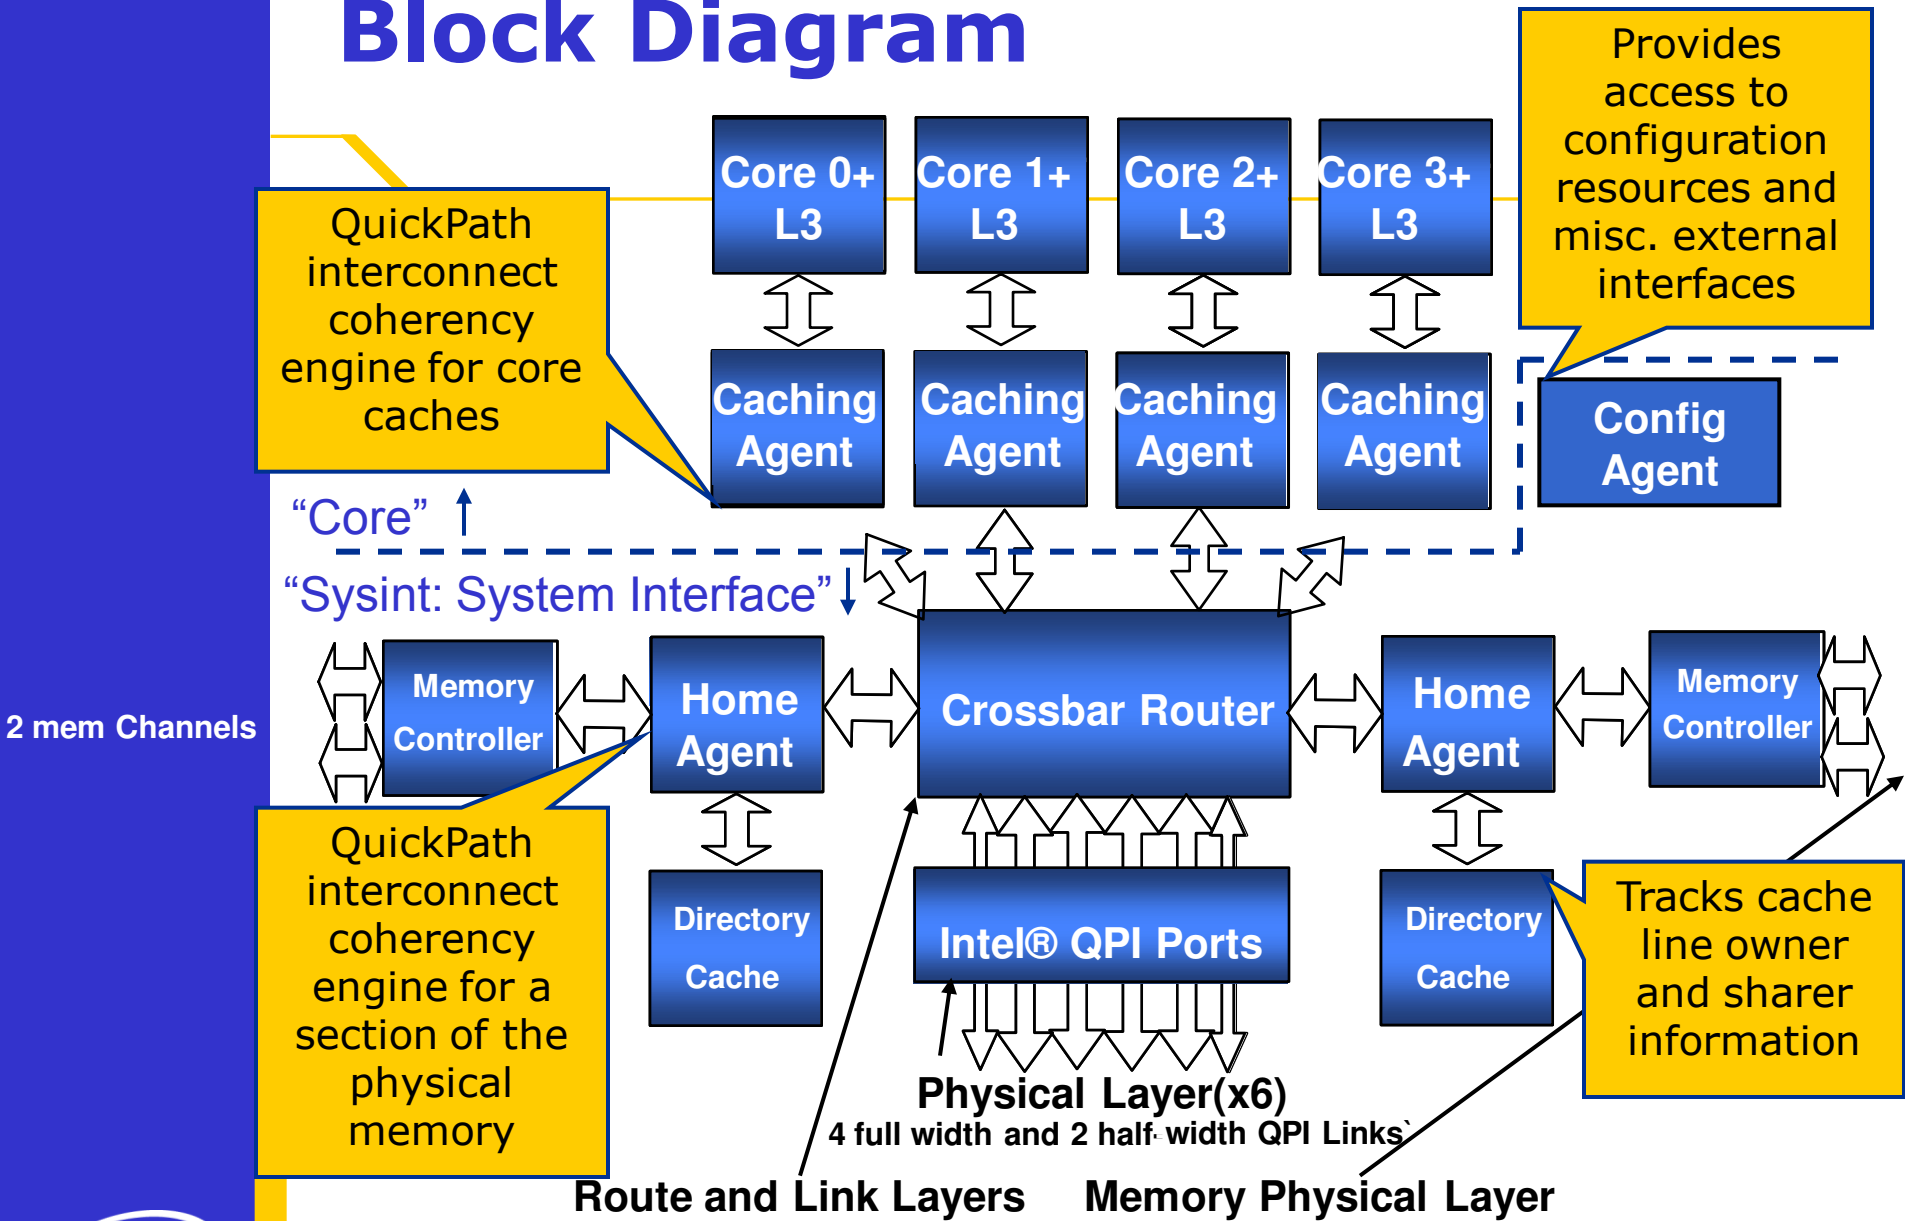 Block Diagram
Provides
access to
configuration
resources and
misc. external
interfaces
Core 0+
L3
Core 1+
L3
Core 2+
L3
Core 3+
L3
QuickPath
interconnect
coherency
engine for core
caches
Caching
Agent
Caching
Agent
Caching
Agent
Caching
Agent
Config
Agent
“Core”
“Sysint: System Interface”
2 mem Channels
Memory
Controller
Home
Agent
Crossbar Router
Home
Agent
Memory
Controller
QuickPath
interconnect
coherency
engine for a
section of the
physical
memory
Directory
Cache
Intel® QPI Ports
Directory
Cache
Tracks cache
line owner
and sharer
information
Physical Layer(x6)
4 full width and 2 half-width QPI Links`
Route and Link Layers
Memory Physical Layer